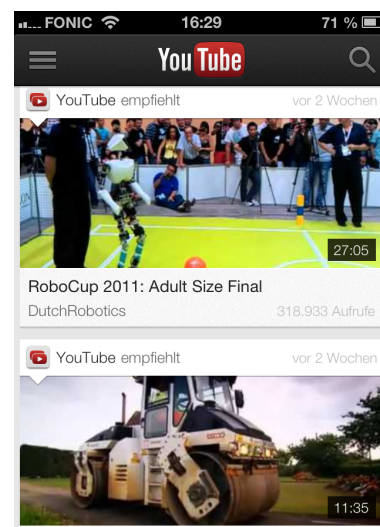 FONIC 16:29 71 %
YouTube
YouTube empfiehlt vor 2 Wochen
27:05
RoboCup 2011: Adult Size Final
DutchRobotics 318.933 Aufrufe
YouTube empfiehlt vor 2 Wochen
11:35